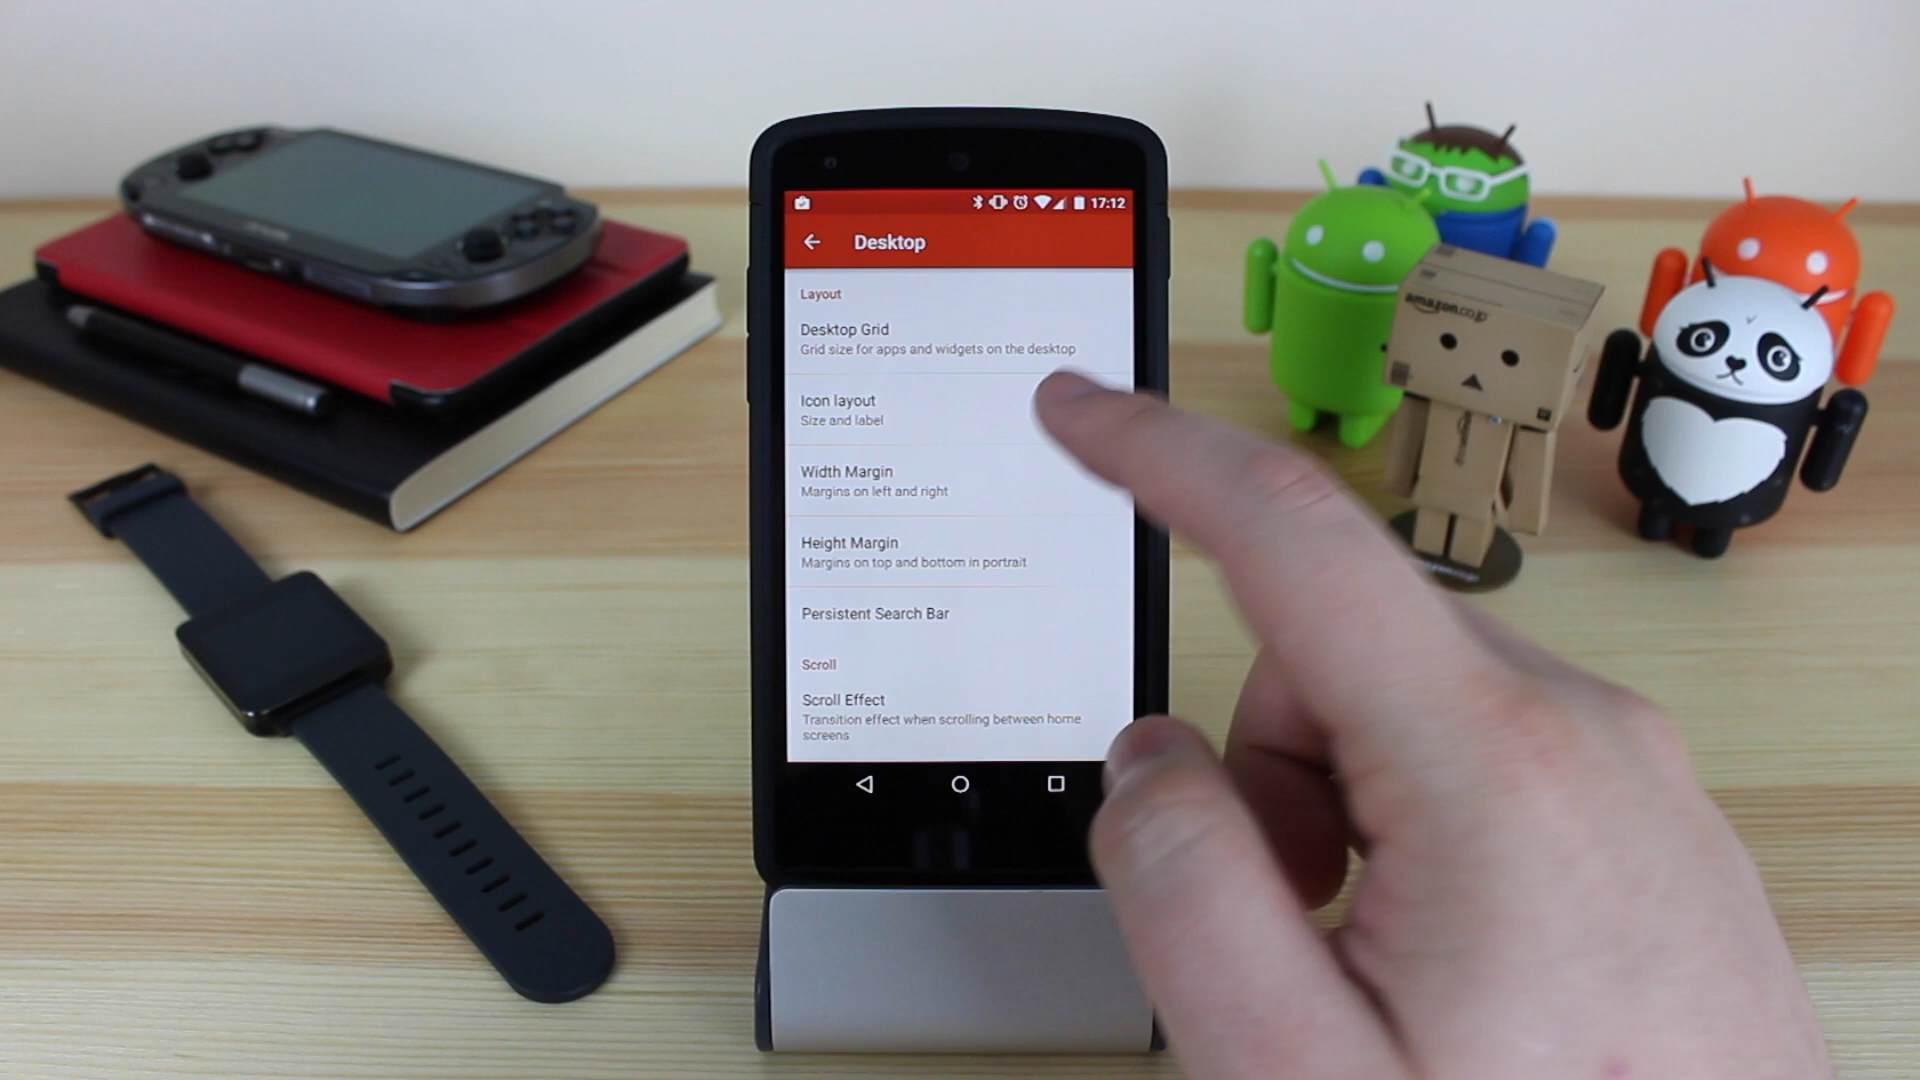 17:12
Desktop
Layout
Desktop Grid
Grid size for apps and widgets on the desktop
Icon layout
Size and label
Width Margin
Margins on left and right
Height Margin
Margins on top and bottom in portrait
Persistent Search Bar
Scroll
Scroll Effect
Transition effect when scrolling between home
screens
amazon.co.jp